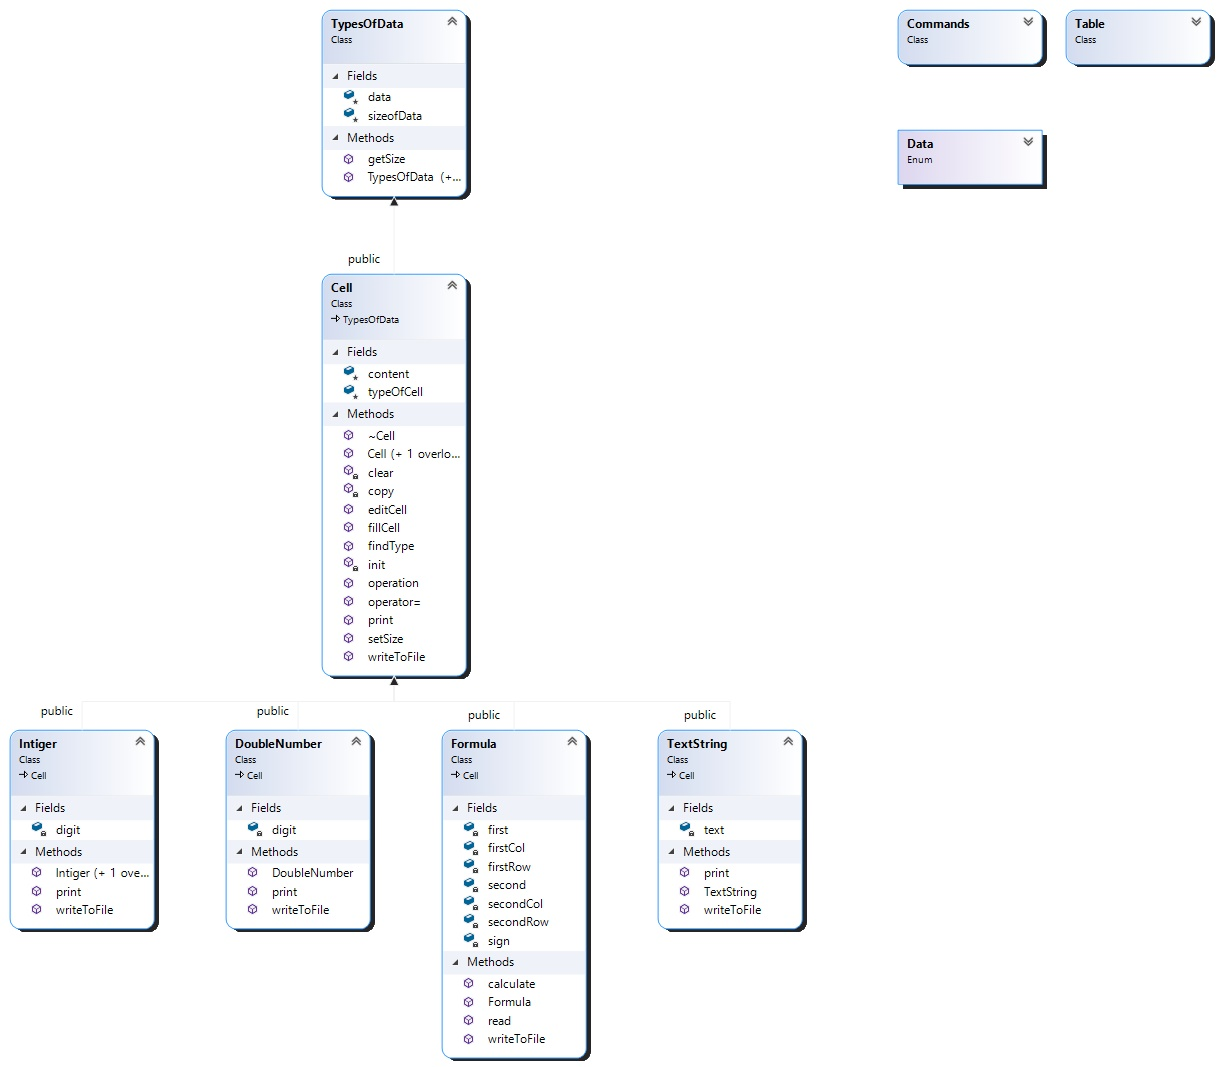 TypesOfData
Class
Fields
data
sizeofData
Methods
getSize
TypesOfData (+...
public
Cell
Class
TypesOfData
Fields
content
typeOfCell
Methods
~Cell
Cell (+ 1 overlo...
clear
copy
editCell
fillCell
findType
init
operation
operator=
print
setSize
writeToFile
public
Intiger
Class
Cell
Fields
digit
Methods
Intiger (+ 1 ove...
print
writeToFile
public
DoubleNumber
Class
Cell
Fields
digit
Methods
DoubleNumber
print
writeToFile
public
Formula
Class
Cell
Fields
first
firstCol
firstRow
second
secondCol
secondRow
sign
Methods
calculate
Formula
read
writeToFile
public
TextString
Class
Cell
Fields
text
Methods
print
TextString
writeToFile
Commands
Class
Table
Class
Data
Enum